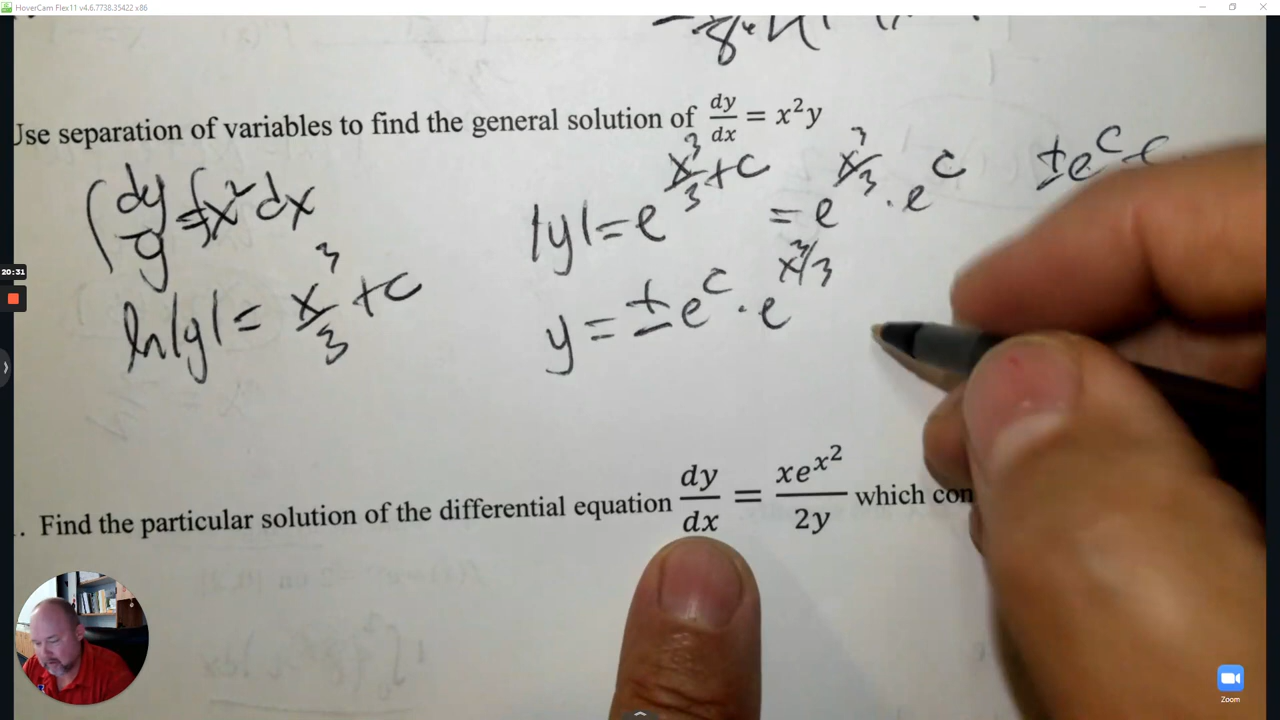 HoverCam Flex11 v4.6.7738.35422 x86
Use separation of variables to find the general solution of dy/dx = x²y
∫ dy/y = ∫ x² dx
ln|y| = x³/3 + c
|y| = e^(x³/3 + c) = e^(x³/3) · e^c
±e^c
y = ±e^c · e^(x³/3)
20:31
. Find the particular solution of the differential equation dy/dx = xe^(x²)/2y which con
Zoom